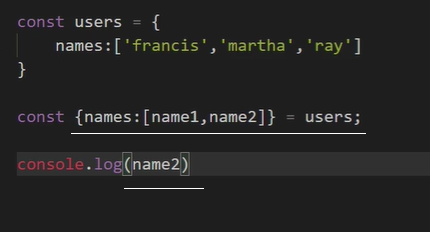 const users = {
names:['francis','martha','ray']
}
const {names:[name1,name2]} = users;
console.log(name2)